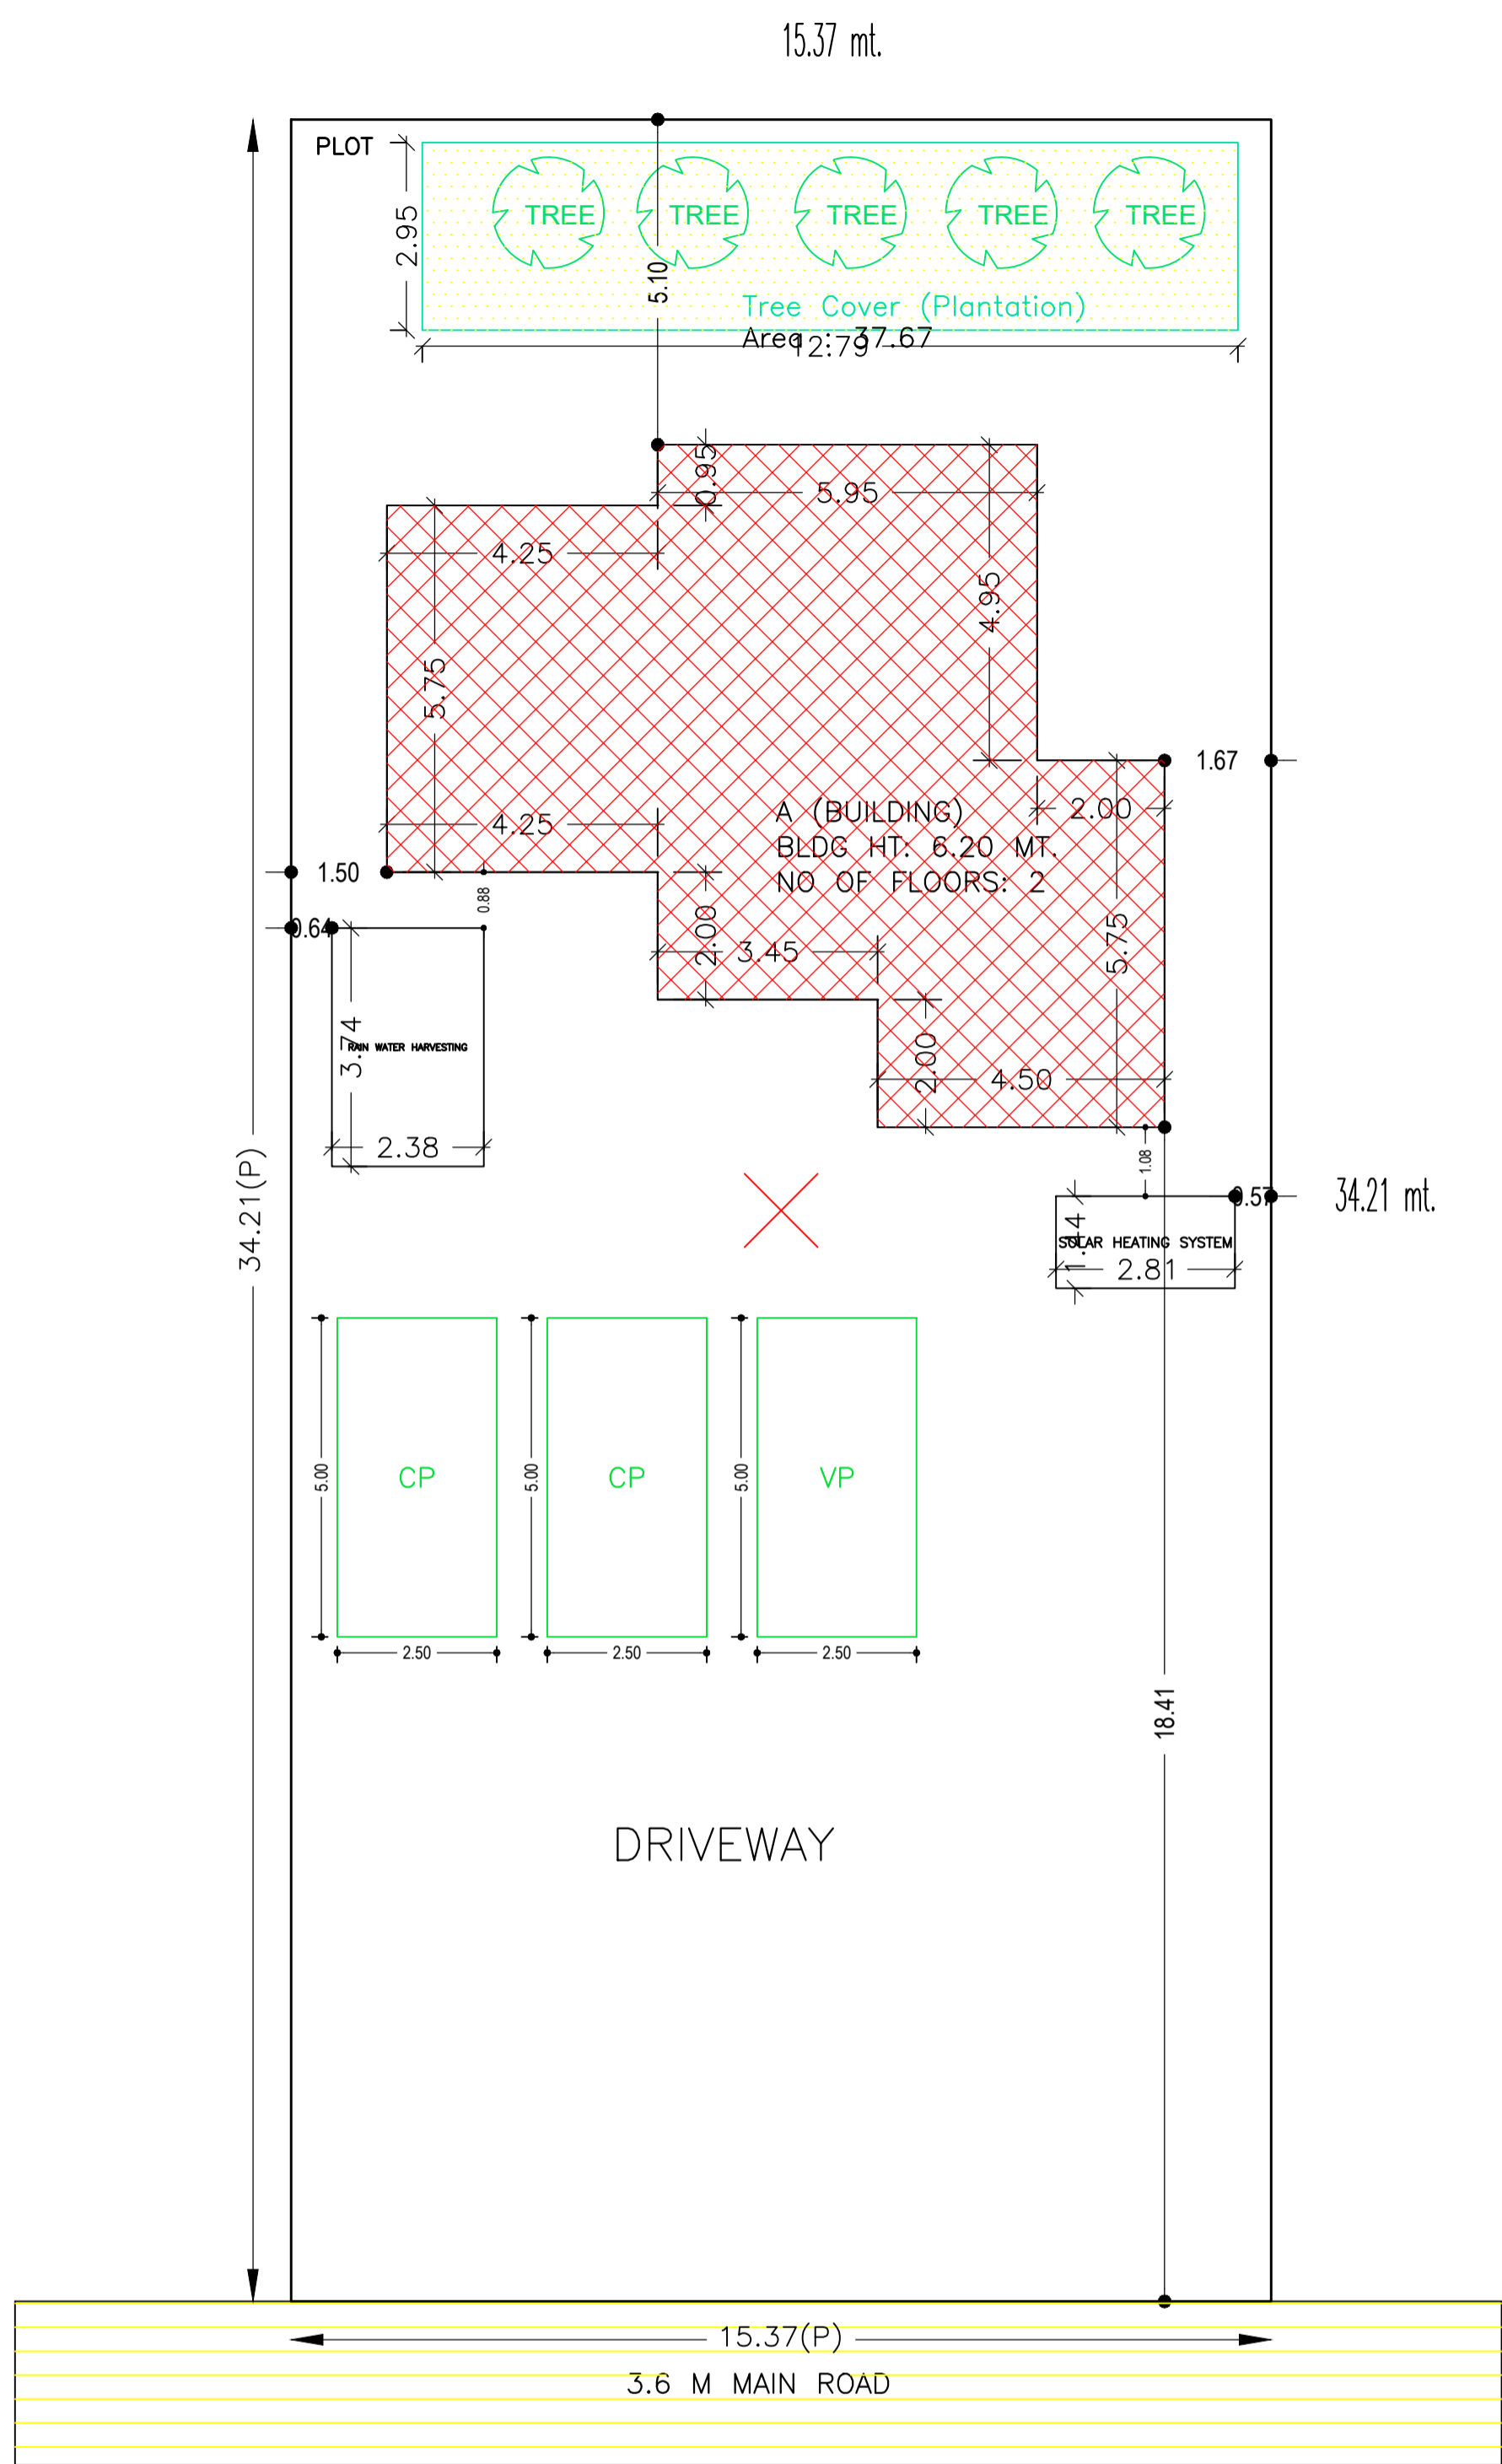 15.37 mt.
PLOT
TREE TREE TREE TREE TREE
2.95
5.10
Tree Cover (Plantation)
Area : 37.67
12.79
0.95
5.95
4.25
4.95
5.75
1.67
2.00
A (BUILDING)
4.25
BLDG HT: 6.20 MT.
1.50
NO OF FLOORS: 2
0.88
0.64
2.00
3.45
5.75
3.74
RAIN WATER HARVESTING
2.00
4.50
2.38
1.08
34.21(P)
0.57
34.21 mt.
1.44
SOLAR HEATING SYSTEM
2.81
5.00
CP
5.00
CP
5.00
VP
2.50
2.50
2.50
18.41
DRIVEWAY
15.37(P)
3.6 M MAIN ROAD